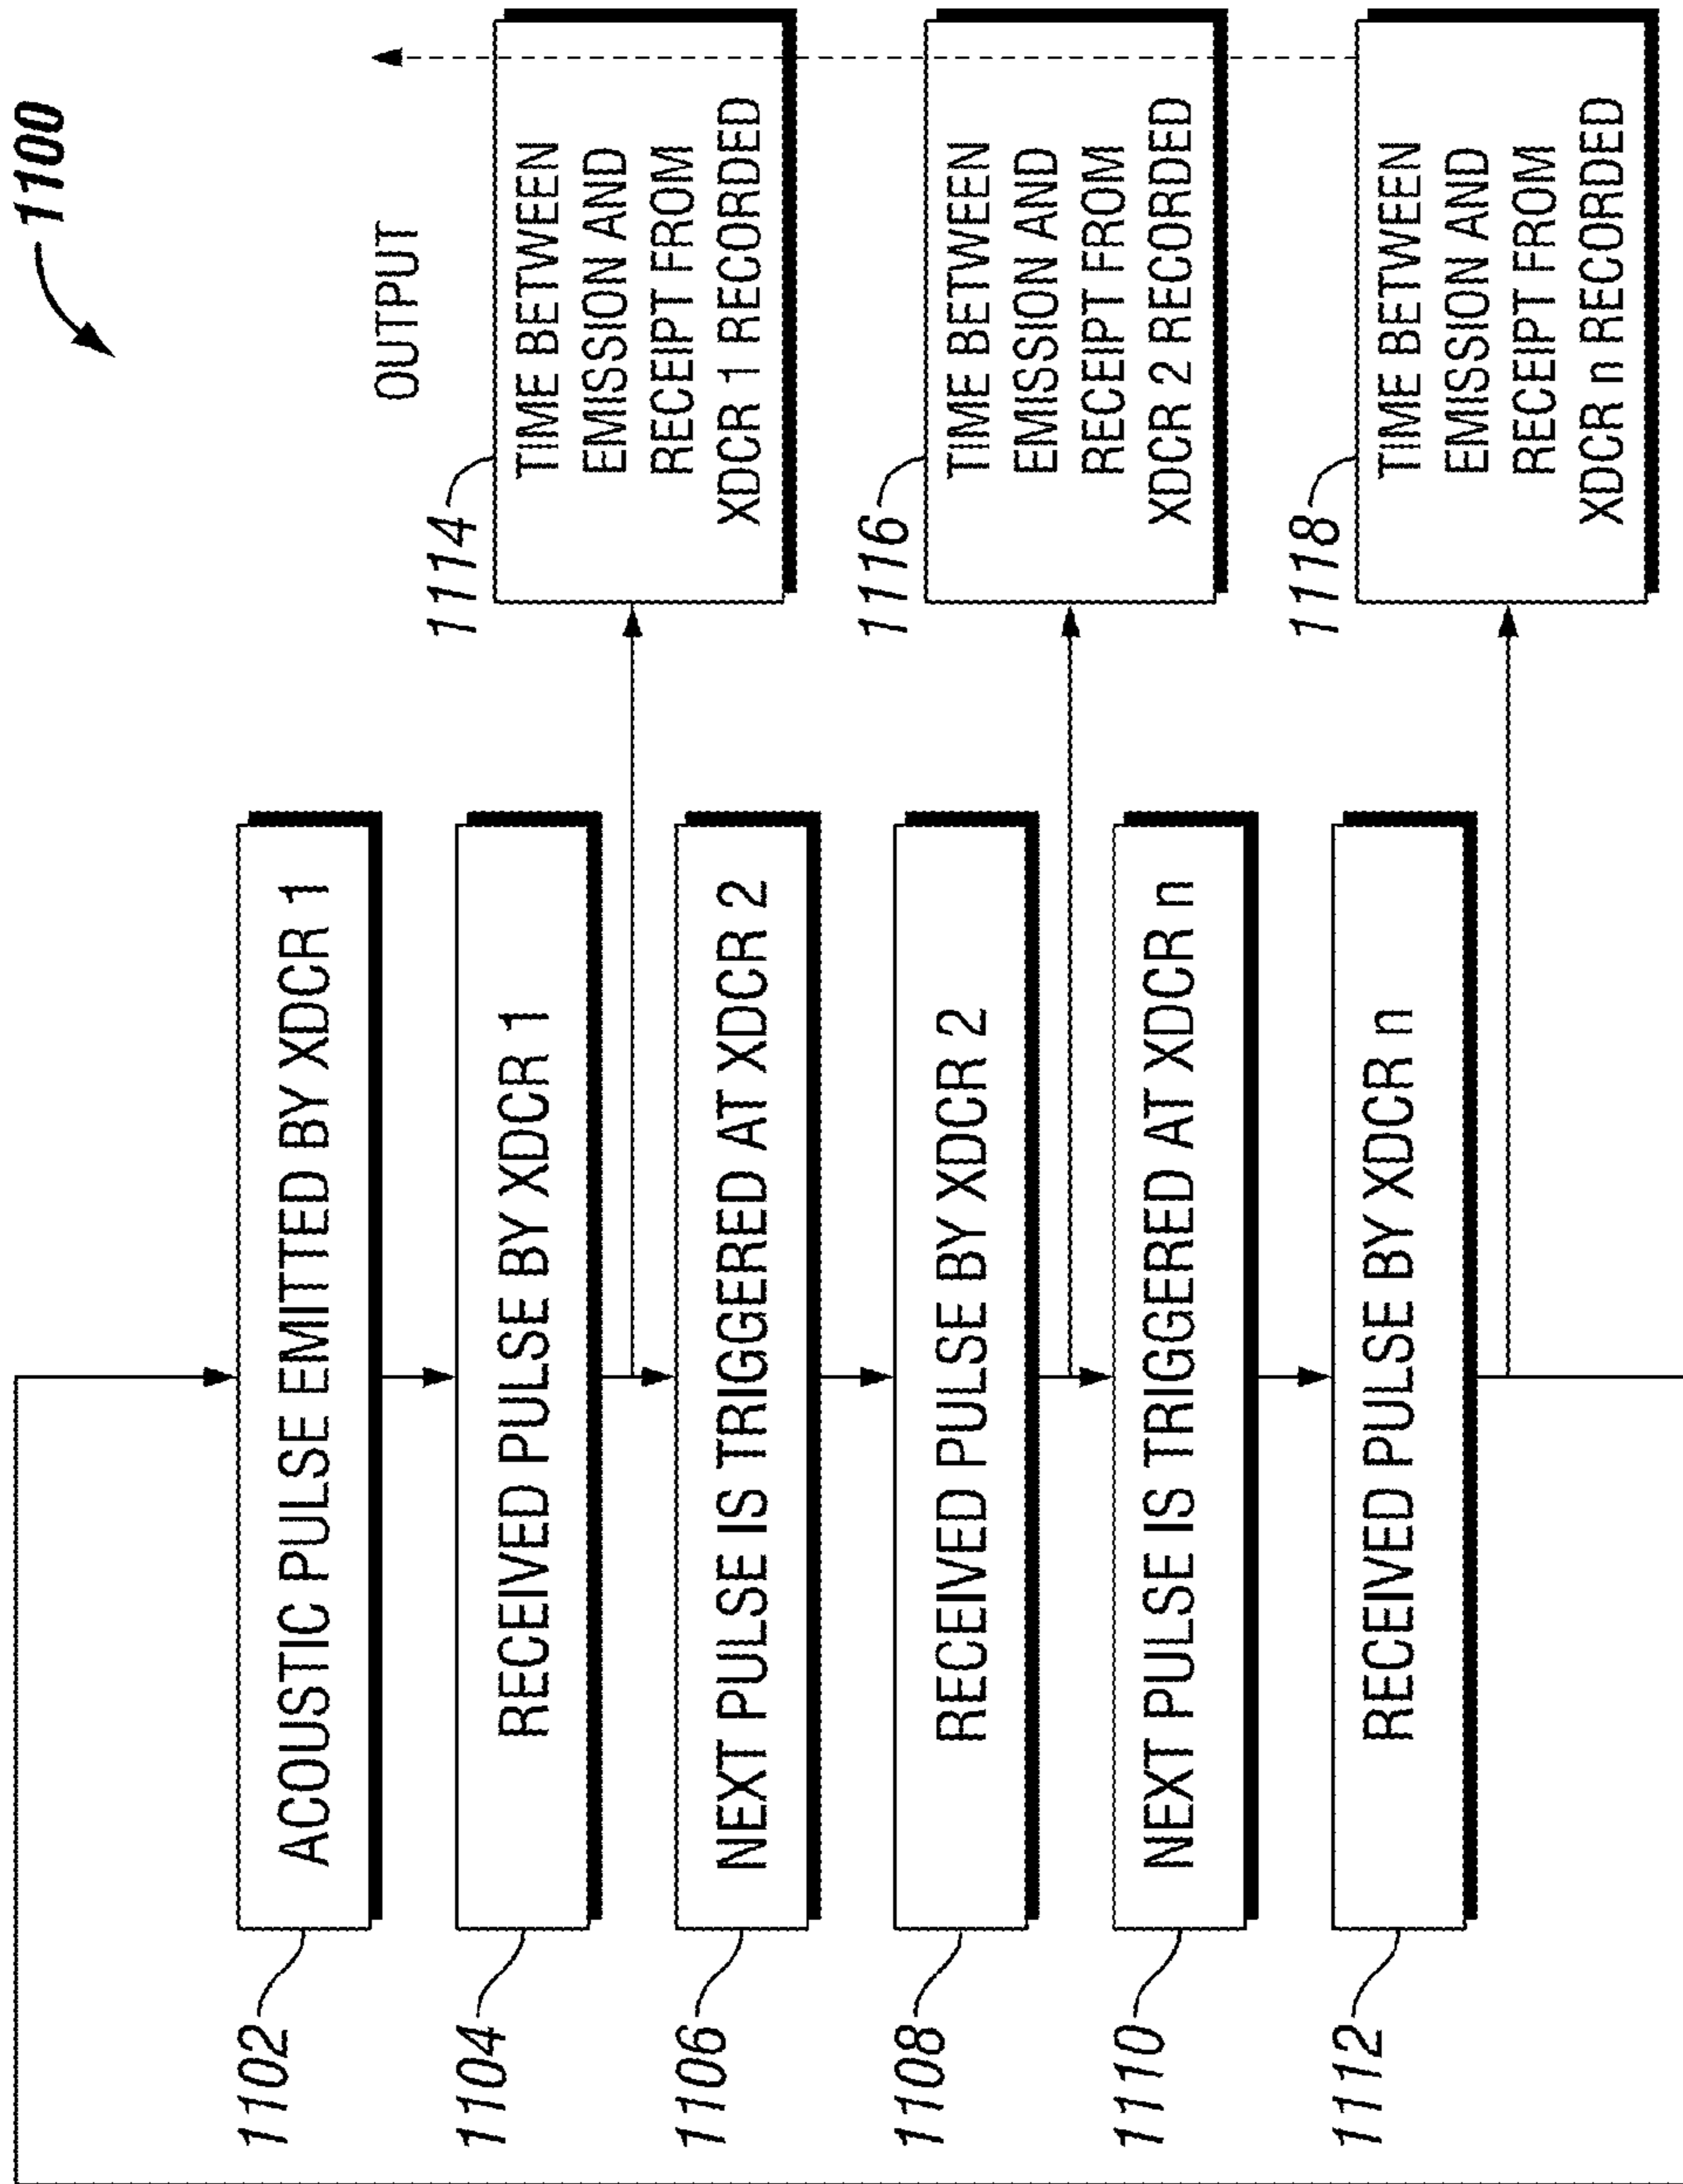 1100
1102
ACOUSTIC PULSE EMITTED BY XDCR 1
1104
RECEIVED PULSE BY XDCR 1
1106
NEXT PULSE IS TRIGGERED AT XDCR 2
1108
RECEIVED PULSE BY XDCR 2
1110
NEXT PULSE IS TRIGGERED AT XDCR n
1112
RECEIVED PULSE BY XDCR n
OUTPUT
1114
TIME BETWEEN
EMISSION AND
RECEIPT FROM
XDCR 1 RECORDED
1116
TIME BETWEEN
EMISSION AND
RECEIPT FROM
XDCR 2 RECORDED
1118
TIME BETWEEN
EMISSION AND
RECEIPT FROM
XDCR n RECORDED